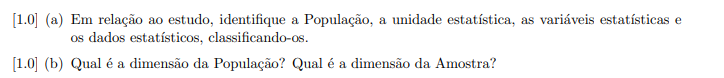 [1.0] (a) Em relação ao estudo, identifique a População, a unidade estatística, as variáveis estatísticas e
os dados estatísticos, classificando-os.
[1.0] (b) Qual é a dimensão da População? Qual é a dimensão da Amostra?